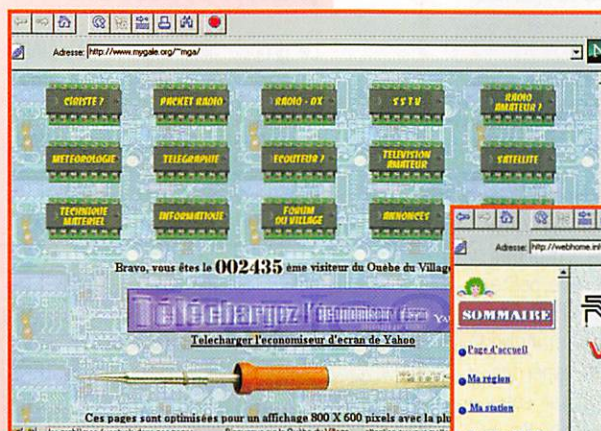 Adresse: http://www.mygale.org/~mga/
CIBISTE ? PACKET RADIO RADIO - DX S S T V RADIO AMATEUR ?
METEOROLOGIE TELEGRAPHIE ECOUTEUR ? TELEVISION AMATEUR SATELLITE
TECHNIQUE MATERIEL INFORMATIQUE FORUM DU VILLAGE ANNONCES
Bravo, vous êtes le 002435 ème visiteur du Ouèbe du Village
Téléchargez l'économiseur
Telecharger l'economiseur d'ecran de Yahoo
Ces pages sont optimisées pour un affichage 800 X 600 pixels avec la plu
Adresse: http://webhome.inf
SOMMAIRE
Page d'accueil
Ma région
Ma station